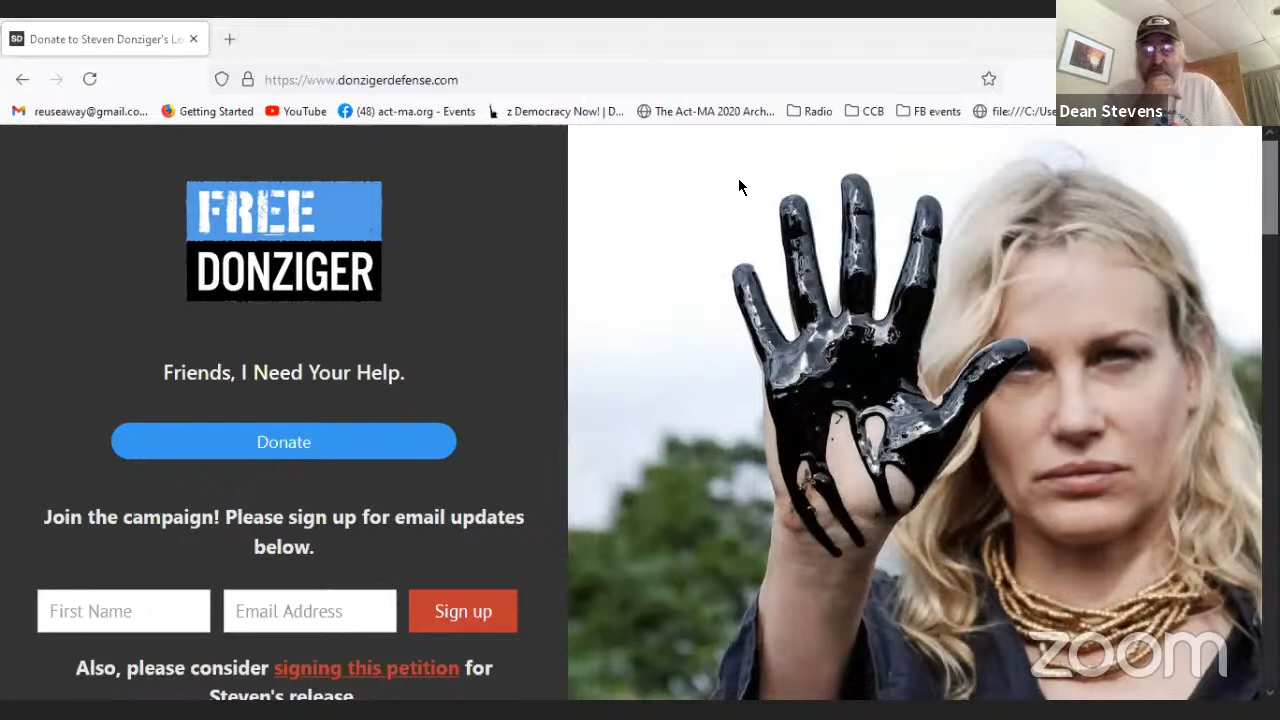 SD Donate to Steven Donziger's Le
https://www.donzigerdefense.com
reuseaway@gmail.co... Getting Started YouTube (48) act-ma.org - Events z Democracy Now! | D... The Act-MA 2020 Arch... Radio CCB FB events file:///C:/Use
Dean Stevens
FREE
DONZIGER
Friends, I Need Your Help.
Donate
Join the campaign! Please sign up for email updates
below.
First Name Email Address Sign up
Also, please consider signing this petition for
Steven's release
zoom